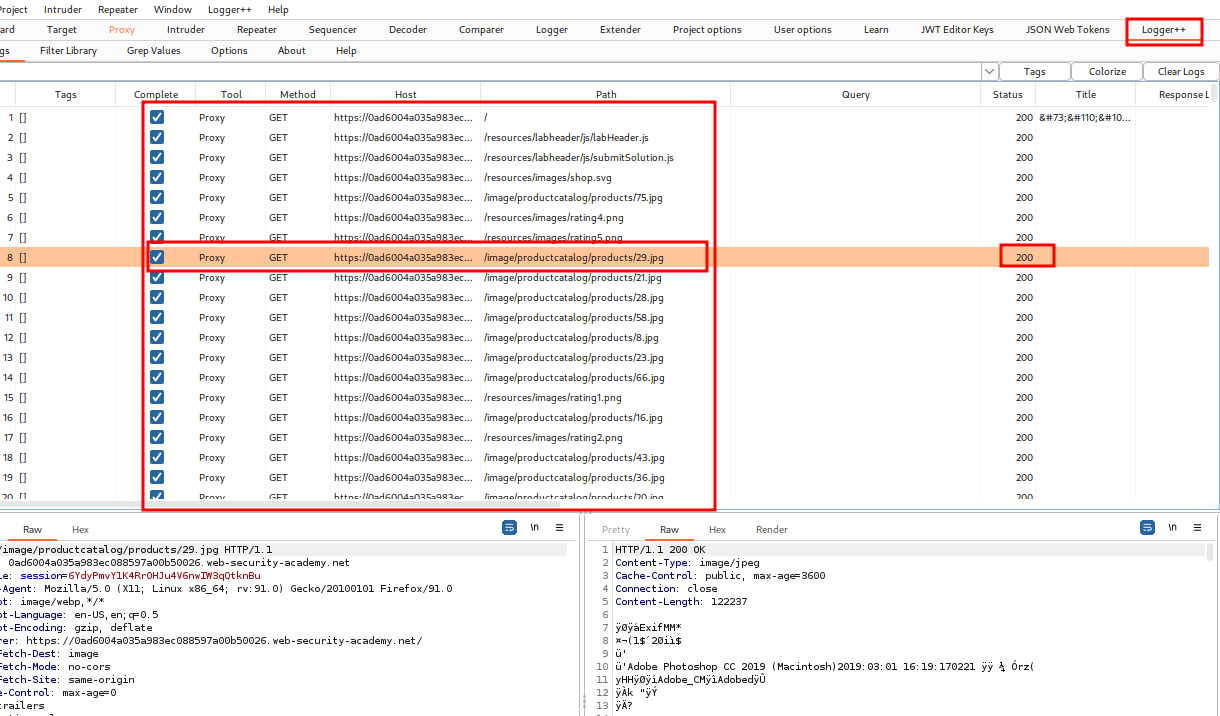 Project Intruder Repeater Window Logger++ Help
ard Target Proxy Intruder Repeater Sequencer Decoder Comparer Logger Extender Project options User options Learn JWT Editor Keys JSON Web Tokens Logger++
gs Filter Library Grep Values Options About Help
Tags Colorize Clear Logs
Tags Complete Tool Method Host Path Query Status Title Response L
1 [] Proxy GET https://0ad6004a035a983ec... / 200 &#73;&#110;&#10...
2 [] Proxy GET https://0ad6004a035a983ec... /resources/labheader/js/labHeader.js 200
3 [] Proxy GET https://0ad6004a035a983ec... /resources/labheader/js/submitSolution.js 200
4 [] Proxy GET https://0ad6004a035a983ec... /resources/images/shop.svg 200
5 [] Proxy GET https://0ad6004a035a983ec... /image/productcatalog/products/75.jpg 200
6 [] Proxy GET https://0ad6004a035a983ec... /resources/images/rating4.png 200
7 [] Proxy GET https://0ad6004a035a983ec... /resources/images/rating5.png 200
8 [] Proxy GET https://0ad6004a035a983ec... /image/productcatalog/products/29.jpg 200
9 [] Proxy GET https://0ad6004a035a983ec... /image/productcatalog/products/21.jpg 200
10 [] Proxy GET https://0ad6004a035a983ec... /image/productcatalog/products/28.jpg 200
11 [] Proxy GET https://0ad6004a035a983ec... /image/productcatalog/products/58.jpg 200
12 [] Proxy GET https://0ad6004a035a983ec... /image/productcatalog/products/8.jpg 200
13 [] Proxy GET https://0ad6004a035a983ec... /image/productcatalog/products/23.jpg 200
14 [] Proxy GET https://0ad6004a035a983ec... /image/productcatalog/products/66.jpg 200
15 [] Proxy GET https://0ad6004a035a983ec... /resources/images/rating1.png 200
16 [] Proxy GET https://0ad6004a035a983ec... /image/productcatalog/products/16.jpg 200
17 [] Proxy GET https://0ad6004a035a983ec... /resources/images/rating2.png 200
18 [] Proxy GET https://0ad6004a035a983ec... /image/productcatalog/products/43.jpg 200
19 [] Proxy GET https://0ad6004a035a983ec... /image/productcatalog/products/36.jpg 200
20 [] Proxy GET https://0ad6004a035a983ec... /image/productcatalog/products/20.jpg 200
Raw Hex \n
/image/productcatalog/products/29.jpg HTTP/1.1
0ad6004a035a983ec088597a00b50026.web-security-academy.net
e: session=6YdyPmvY1K4RrOHJu4V6nwIW3qQtknBu
-Agent: Mozilla/5.0 (X11; Linux x86_64; rv:91.0) Gecko/20100101 Firefox/91.0
pt: image/webp,*/*
pt-Language: en-US,en;q=0.5
pt-Encoding: gzip, deflate
rer: https://0ad6004a035a983ec088597a00b50026.web-security-academy.net/
Fetch-Dest: image
Fetch-Mode: no-cors
Fetch-Site: same-origin
e-Control: max-age=0
railers
Pretty Raw Hex Render \n
1 HTTP/1.1 200 OK
2 Content-Type: image/jpeg
3 Cache-Control: public, max-age=3600
4 Connection: close
5 Content-Length: 122237
6
7 ÿØÿáExifMM*
8 ¤¬(1$´2Øìi$
9 ü'
10 ü'Adobe Photoshop CC 2019 (Macintosh)2019:03:01 16:19:170221 ÿÿ ¾ Órz(
11 yHHÿØÿíAdobe_CMÿîAdobedÿÛ
12 ÿÀk "ÿÝ
13 ÿÄ?